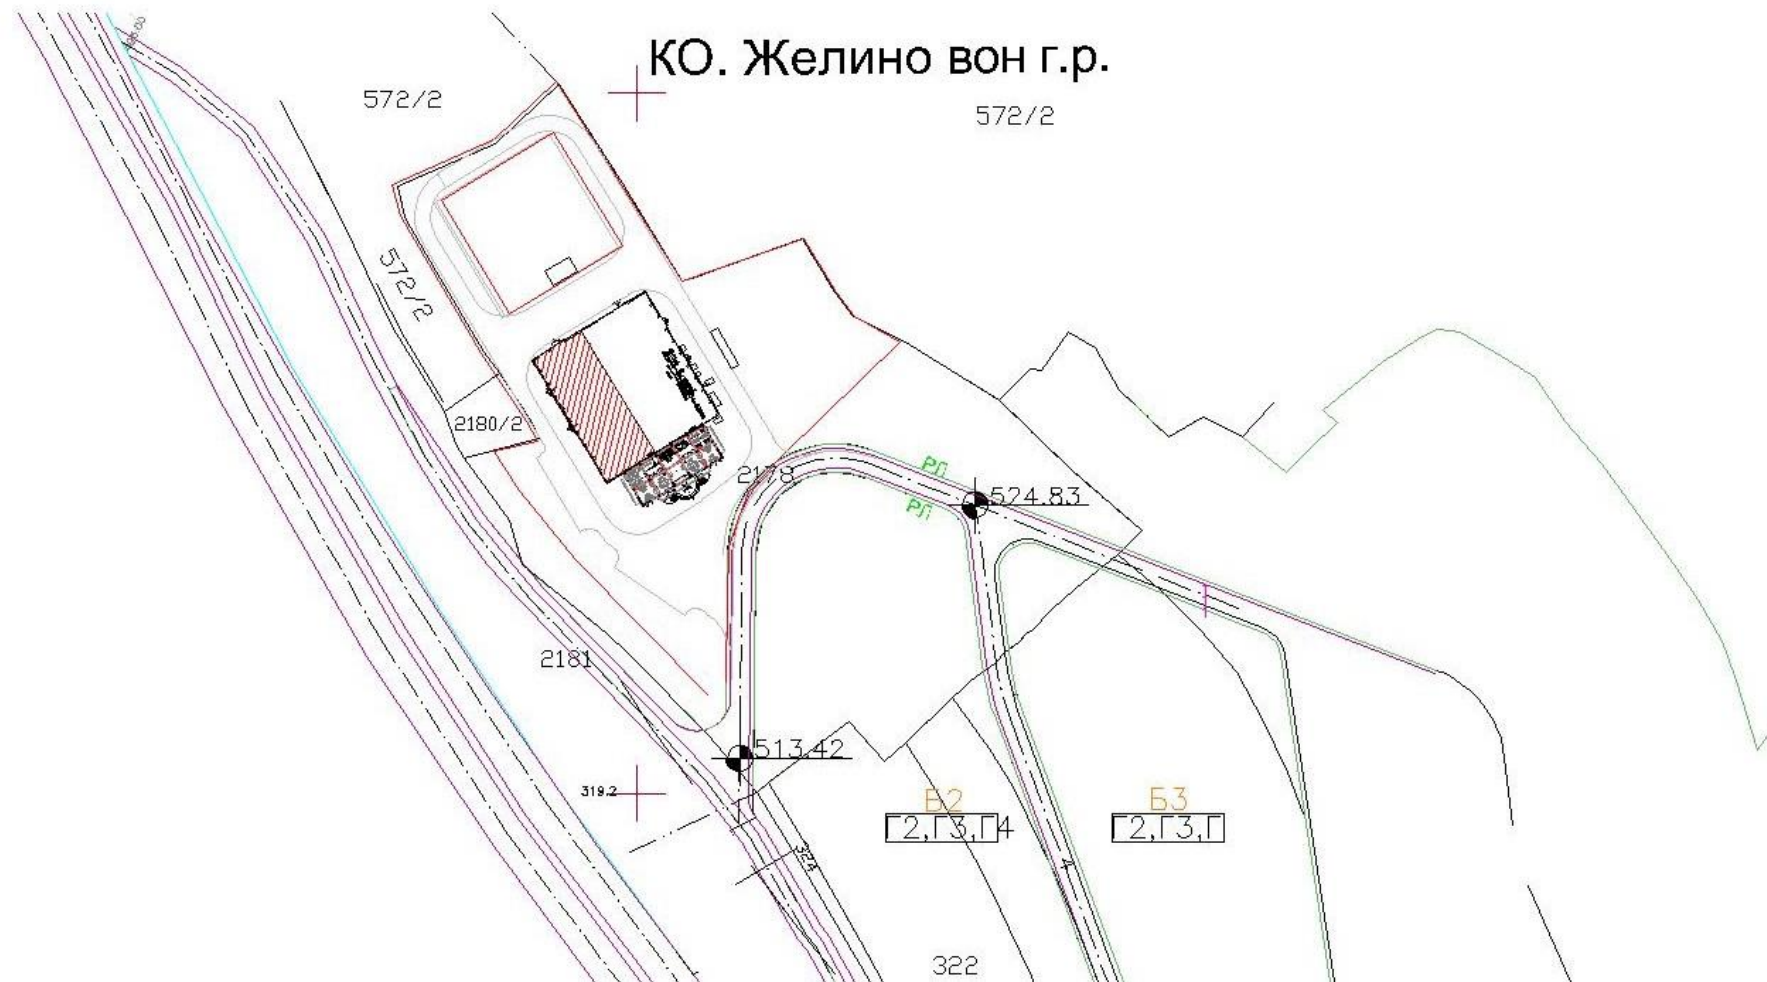 КО. Желино вон г.р.
572/2
572/2
572/2
2180/2
2178
РЛ
РЛ
524.83
2181
513.42
319.2
Б3
Г2,Г3,Г4
Г2,Г3,Г
324
4
322